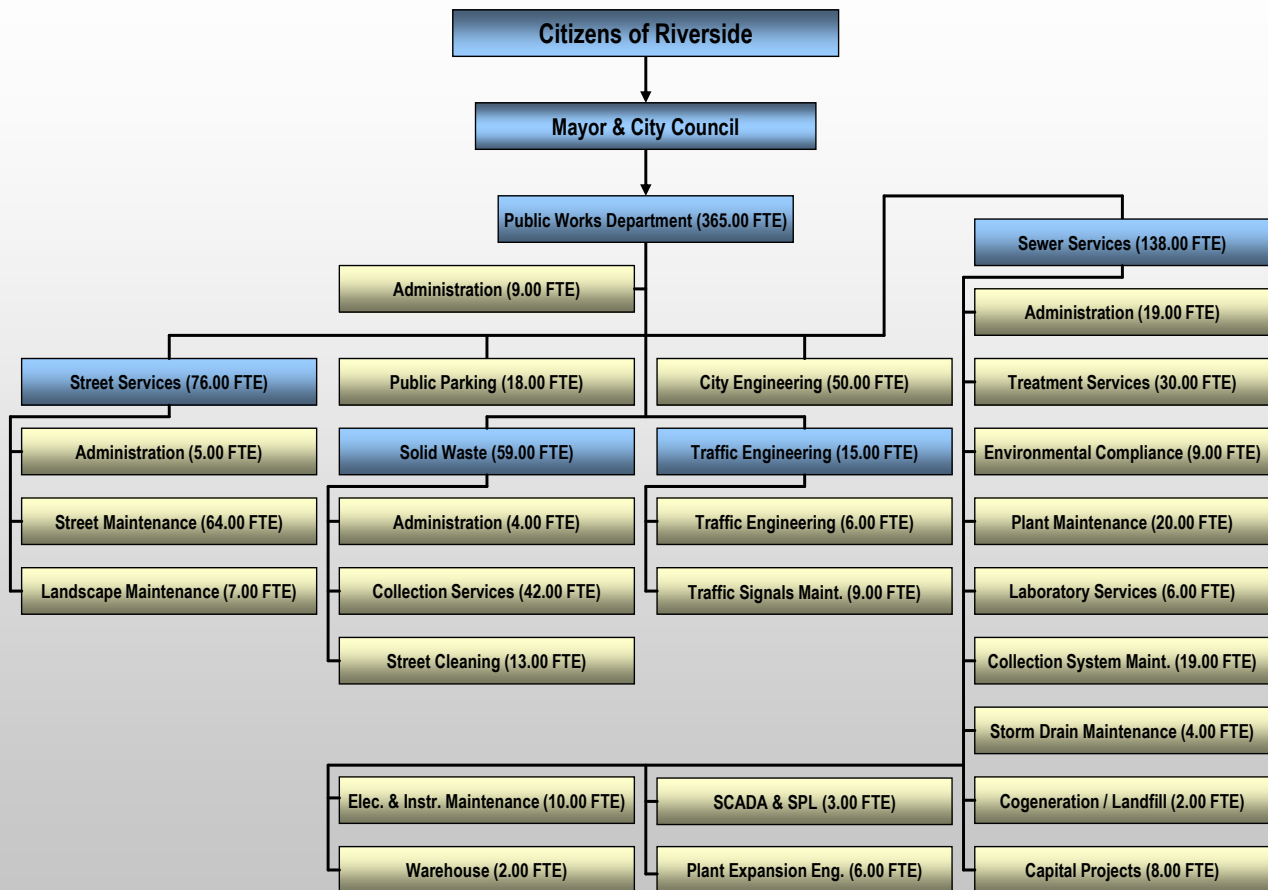 Citizens of Riverside
Mayor & City Council
Public Works Department (365.00 FTE)
Sewer Services (138.00 FTE)
Administration (9.00 FTE)
Administration (19.00 FTE)
Street Services (76.00 FTE)
Public Parking (18.00 FTE)
City Engineering (50.00 FTE)
Treatment Services (30.00 FTE)
Administration (5.00 FTE)
Solid Waste (59.00 FTE)
Traffic Engineering (15.00 FTE)
Environmental Compliance (9.00 FTE)
Street Maintenance (64.00 FTE)
Administration (4.00 FTE)
Traffic Engineering (6.00 FTE)
Plant Maintenance (20.00 FTE)
Landscape Maintenance (7.00 FTE)
Collection Services (42.00 FTE)
Traffic Signals Maint. (9.00 FTE)
Laboratory Services (6.00 FTE)
Street Cleaning (13.00 FTE)
Collection System Maint. (19.00 FTE)
Storm Drain Maintenance (4.00 FTE)
Elec. & Instr. Maintenance (10.00 FTE)
SCADA & SPL (3.00 FTE)
Cogeneration / Landfill (2.00 FTE)
Warehouse (2.00 FTE)
Plant Expansion Eng. (6.00 FTE)
Capital Projects (8.00 FTE)